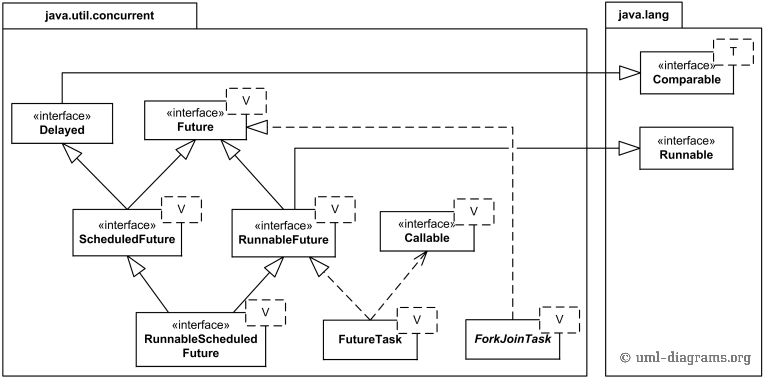 java.util.concurrent
java.lang
T
«interface»
Comparable
V
«interface»
Delayed
«interface»
Future
«interface»
Runnable
V
«interface»
ScheduledFuture
V
«interface»
RunnableFuture
V
«interface»
Callable
V
«interface»
RunnableScheduled
Future
V
FutureTask
V
ForkJoinTask
© uml-diagrams.org